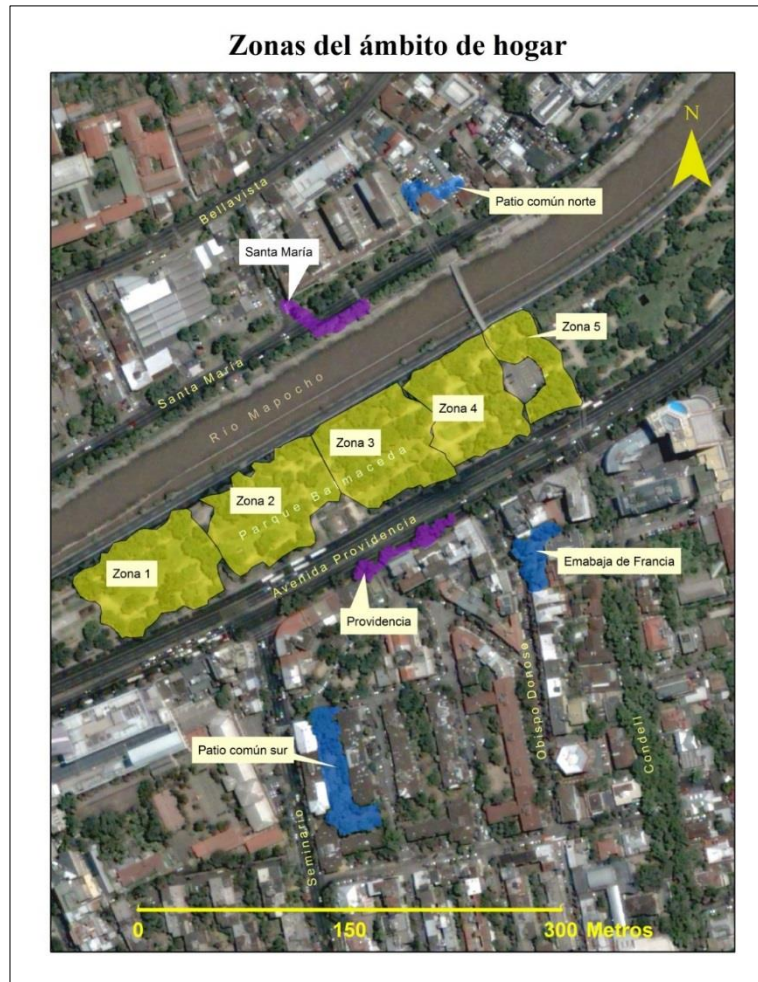 Zonas del ámbito de hogar
N
Bellavista
Patio común norte
Santa María
Santa María
Río Mapocho
Zona 5
Zona 4
Zona 3
Zona 2
Zona 1
Parque Balmaceda
Avenida Providencia
Emabaja de Francia
Providencia
Obispo Donoso
Condell
Patio común sur
Seminario
0 150 300 Metros